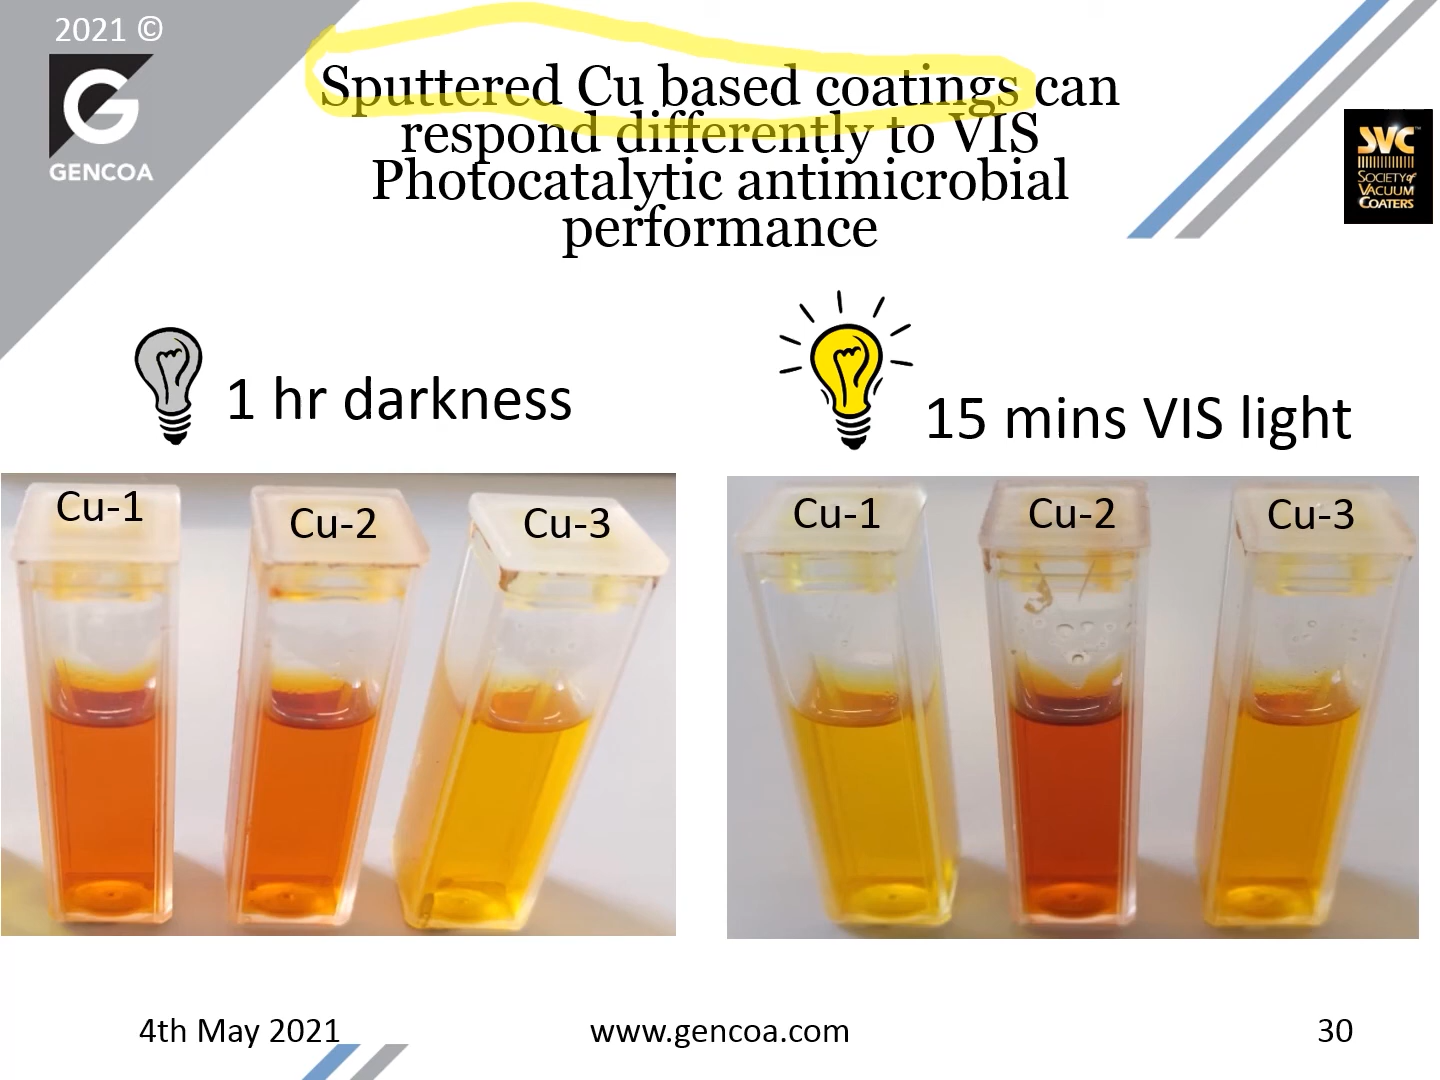 2021 ©
GENCOA
Sputtered Cu based coatings can
respond differently to VIS
Photocatalytic antimicrobial
performance
SVC™
SOCIETY of
VACUUM
COATERS
1 hr darkness
15 mins VIS light
Cu-1
Cu-2
Cu-3
Cu-1
Cu-2
Cu-3
4th May 2021
www.gencoa.com
30